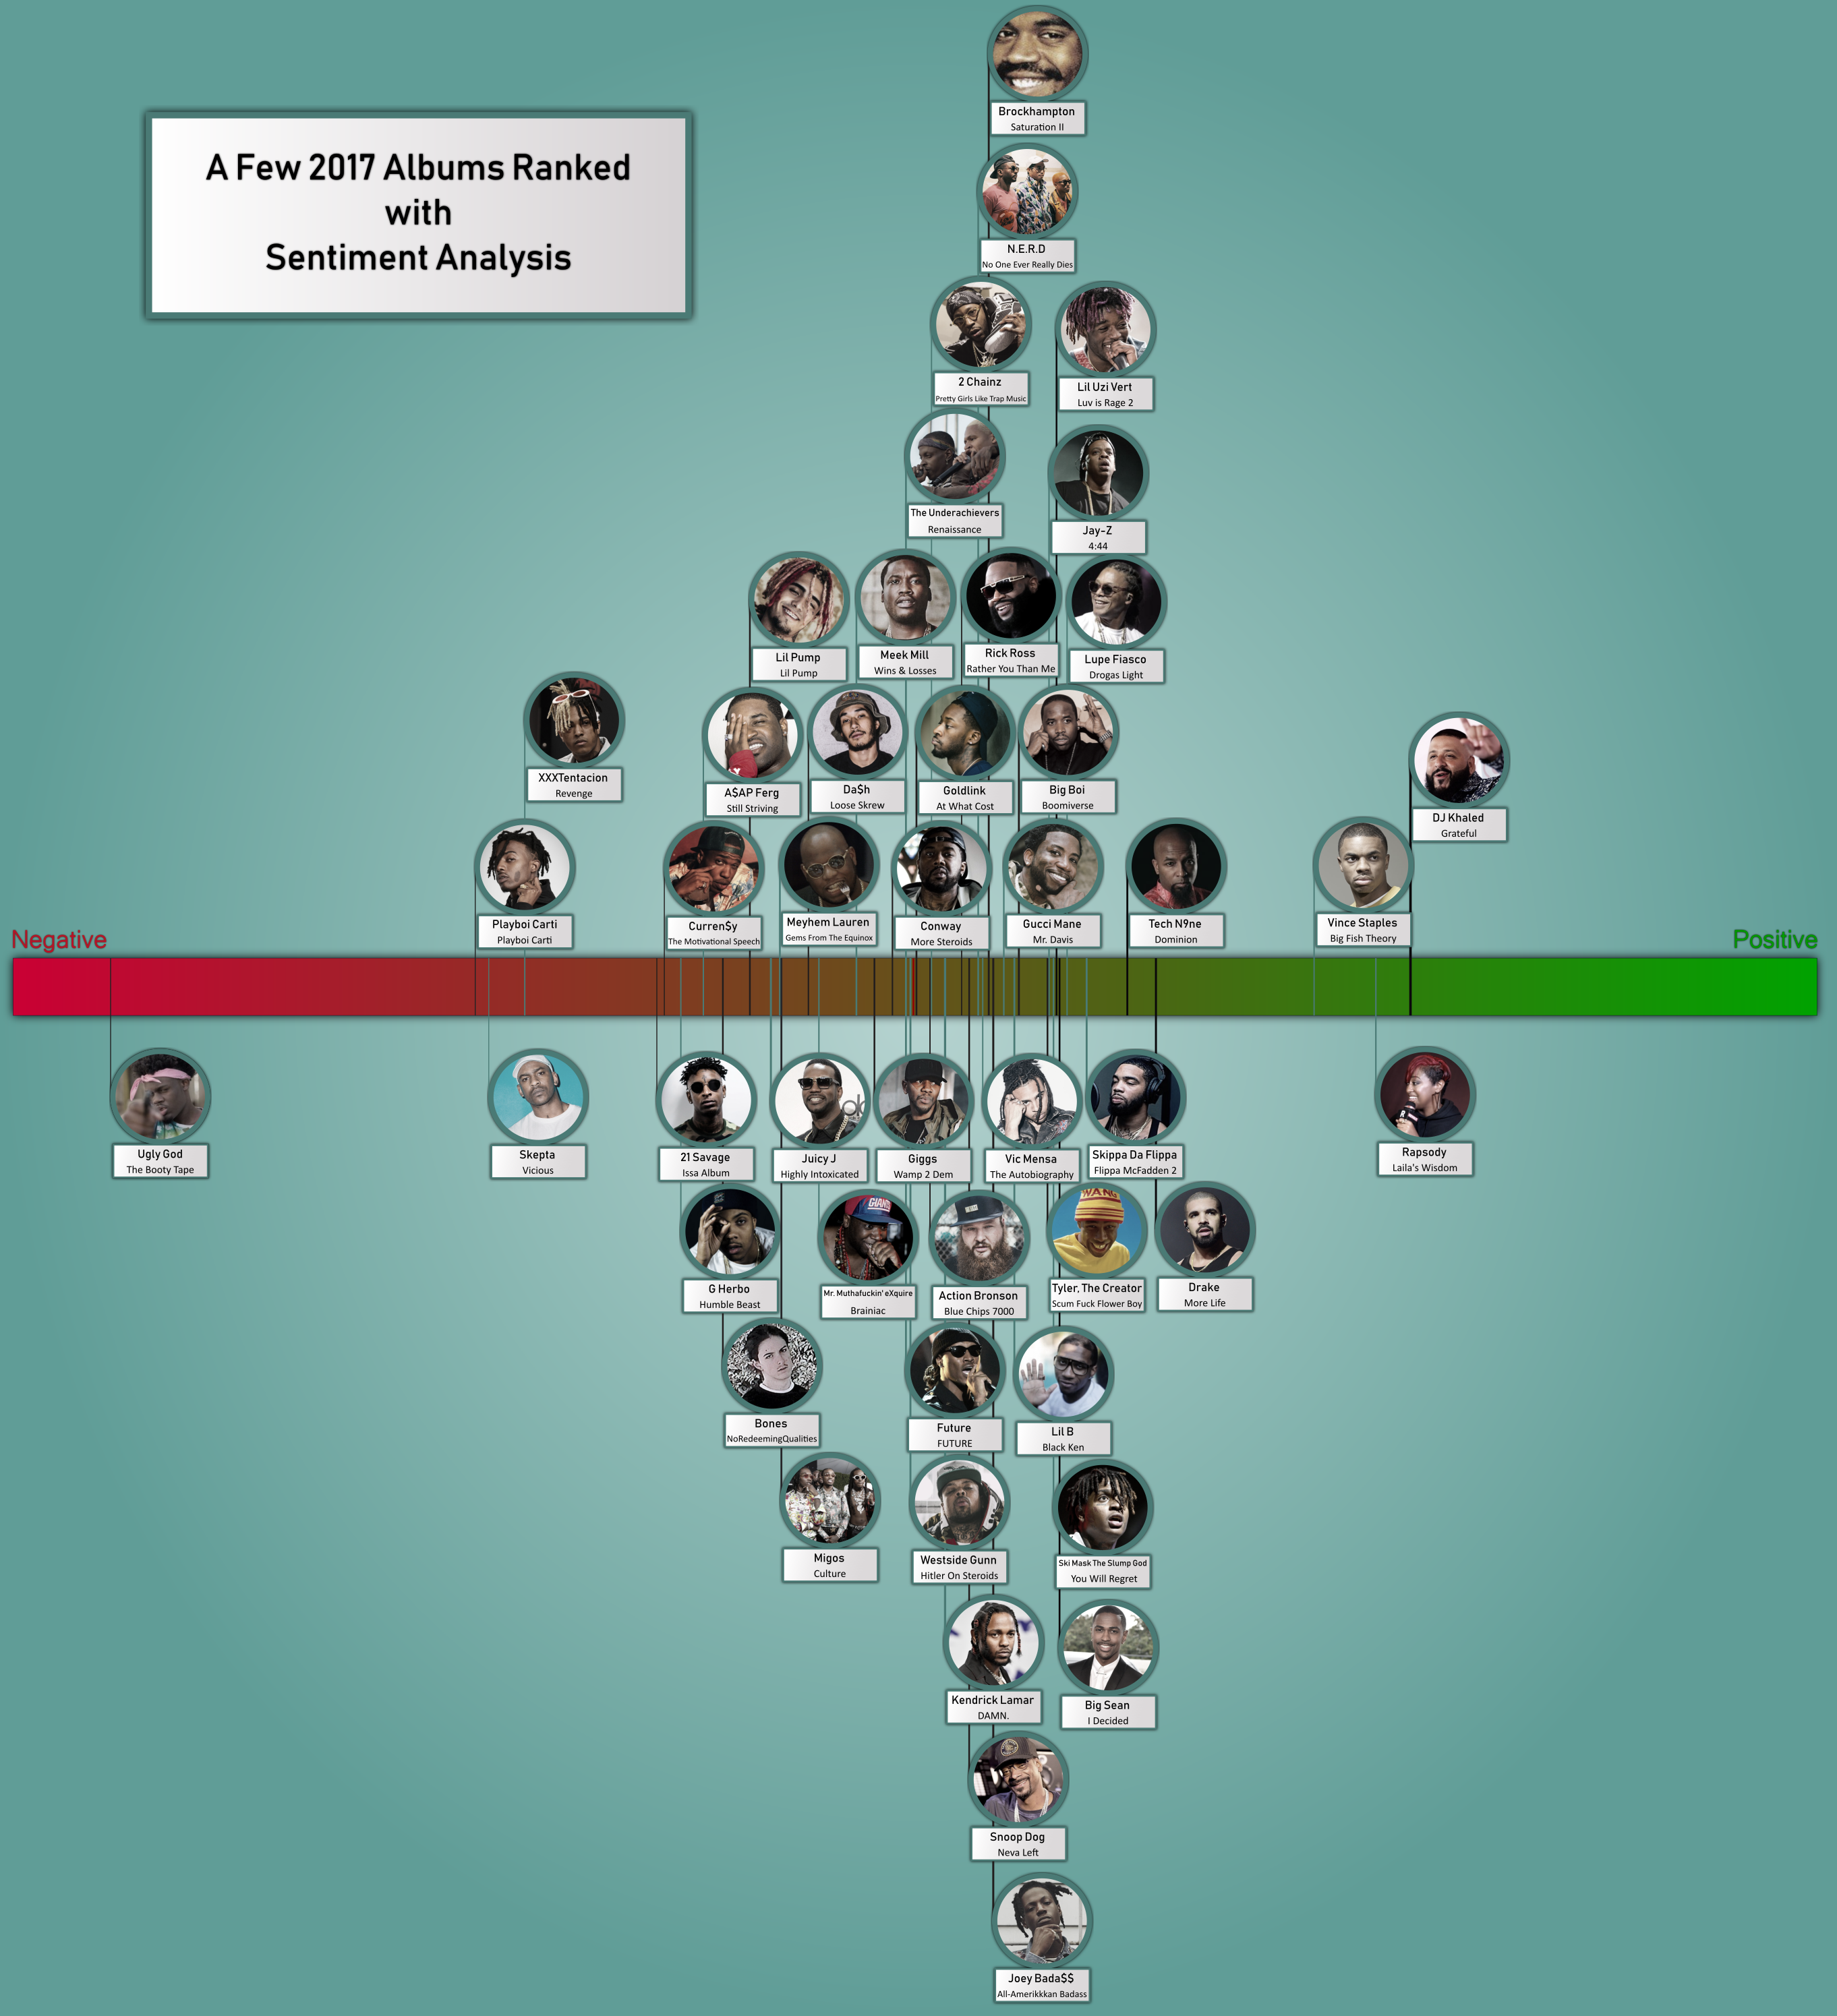 A Few 2017 Albums Ranked
with
Sentiment Analysis
Brockhampton
Saturation II
N.E.R.D
No One Ever Really Dies
2 Chainz
Pretty Girls Like Trap Music
Lil Uzi Vert
Luv is Rage 2
The Underachievers
Renaissance
Jay-Z
4:44
Lil Pump
Lil Pump
Meek Mill
Wins & Losses
Rick Ross
Rather You Than Me
Lupe Fiasco
Drogas Light
XXXTentacion
Revenge
A$AP Ferg
Still Striving
Da$h
Loose Skrew
Goldlink
At What Cost
Big Boi
Boomiverse
DJ Khaled
Grateful
Playboi Carti
Playboi Carti
Curren$y
The Motivational Speech
Meyhem Lauren
Gems From The Equinox
Conway
More Steroids
Gucci Mane
Mr. Davis
Tech N9ne
Dominion
Vince Staples
Big Fish Theory
Negative
Positive
Ugly God
The Booty Tape
Skepta
Vicious
21 Savage
Issa Album
Juicy J
Highly Intoxicated
Giggs
Wamp 2 Dem
Vic Mensa
The Autobiography
Skippa Da Flippa
Flippa McFadden 2
Rapsody
Laila's Wisdom
GIANTS
WANG
G Herbo
Humble Beast
Mr. Muthafuckin' eXquire
Brainiac
Action Bronson
Blue Chips 7000
Tyler, The Creator
Scum Fuck Flower Boy
Drake
More Life
Bones
NoRedeemingQualities
Future
FUTURE
Lil B
Black Ken
Migos
Culture
Westside Gunn
Hitler On Steroids
Ski Mask The Slump God
You Will Regret
Kendrick Lamar
DAMN.
Big Sean
I Decided
Snoop Dog
Neva Left
Joey Bada$$
All-Amerikkkan Badass